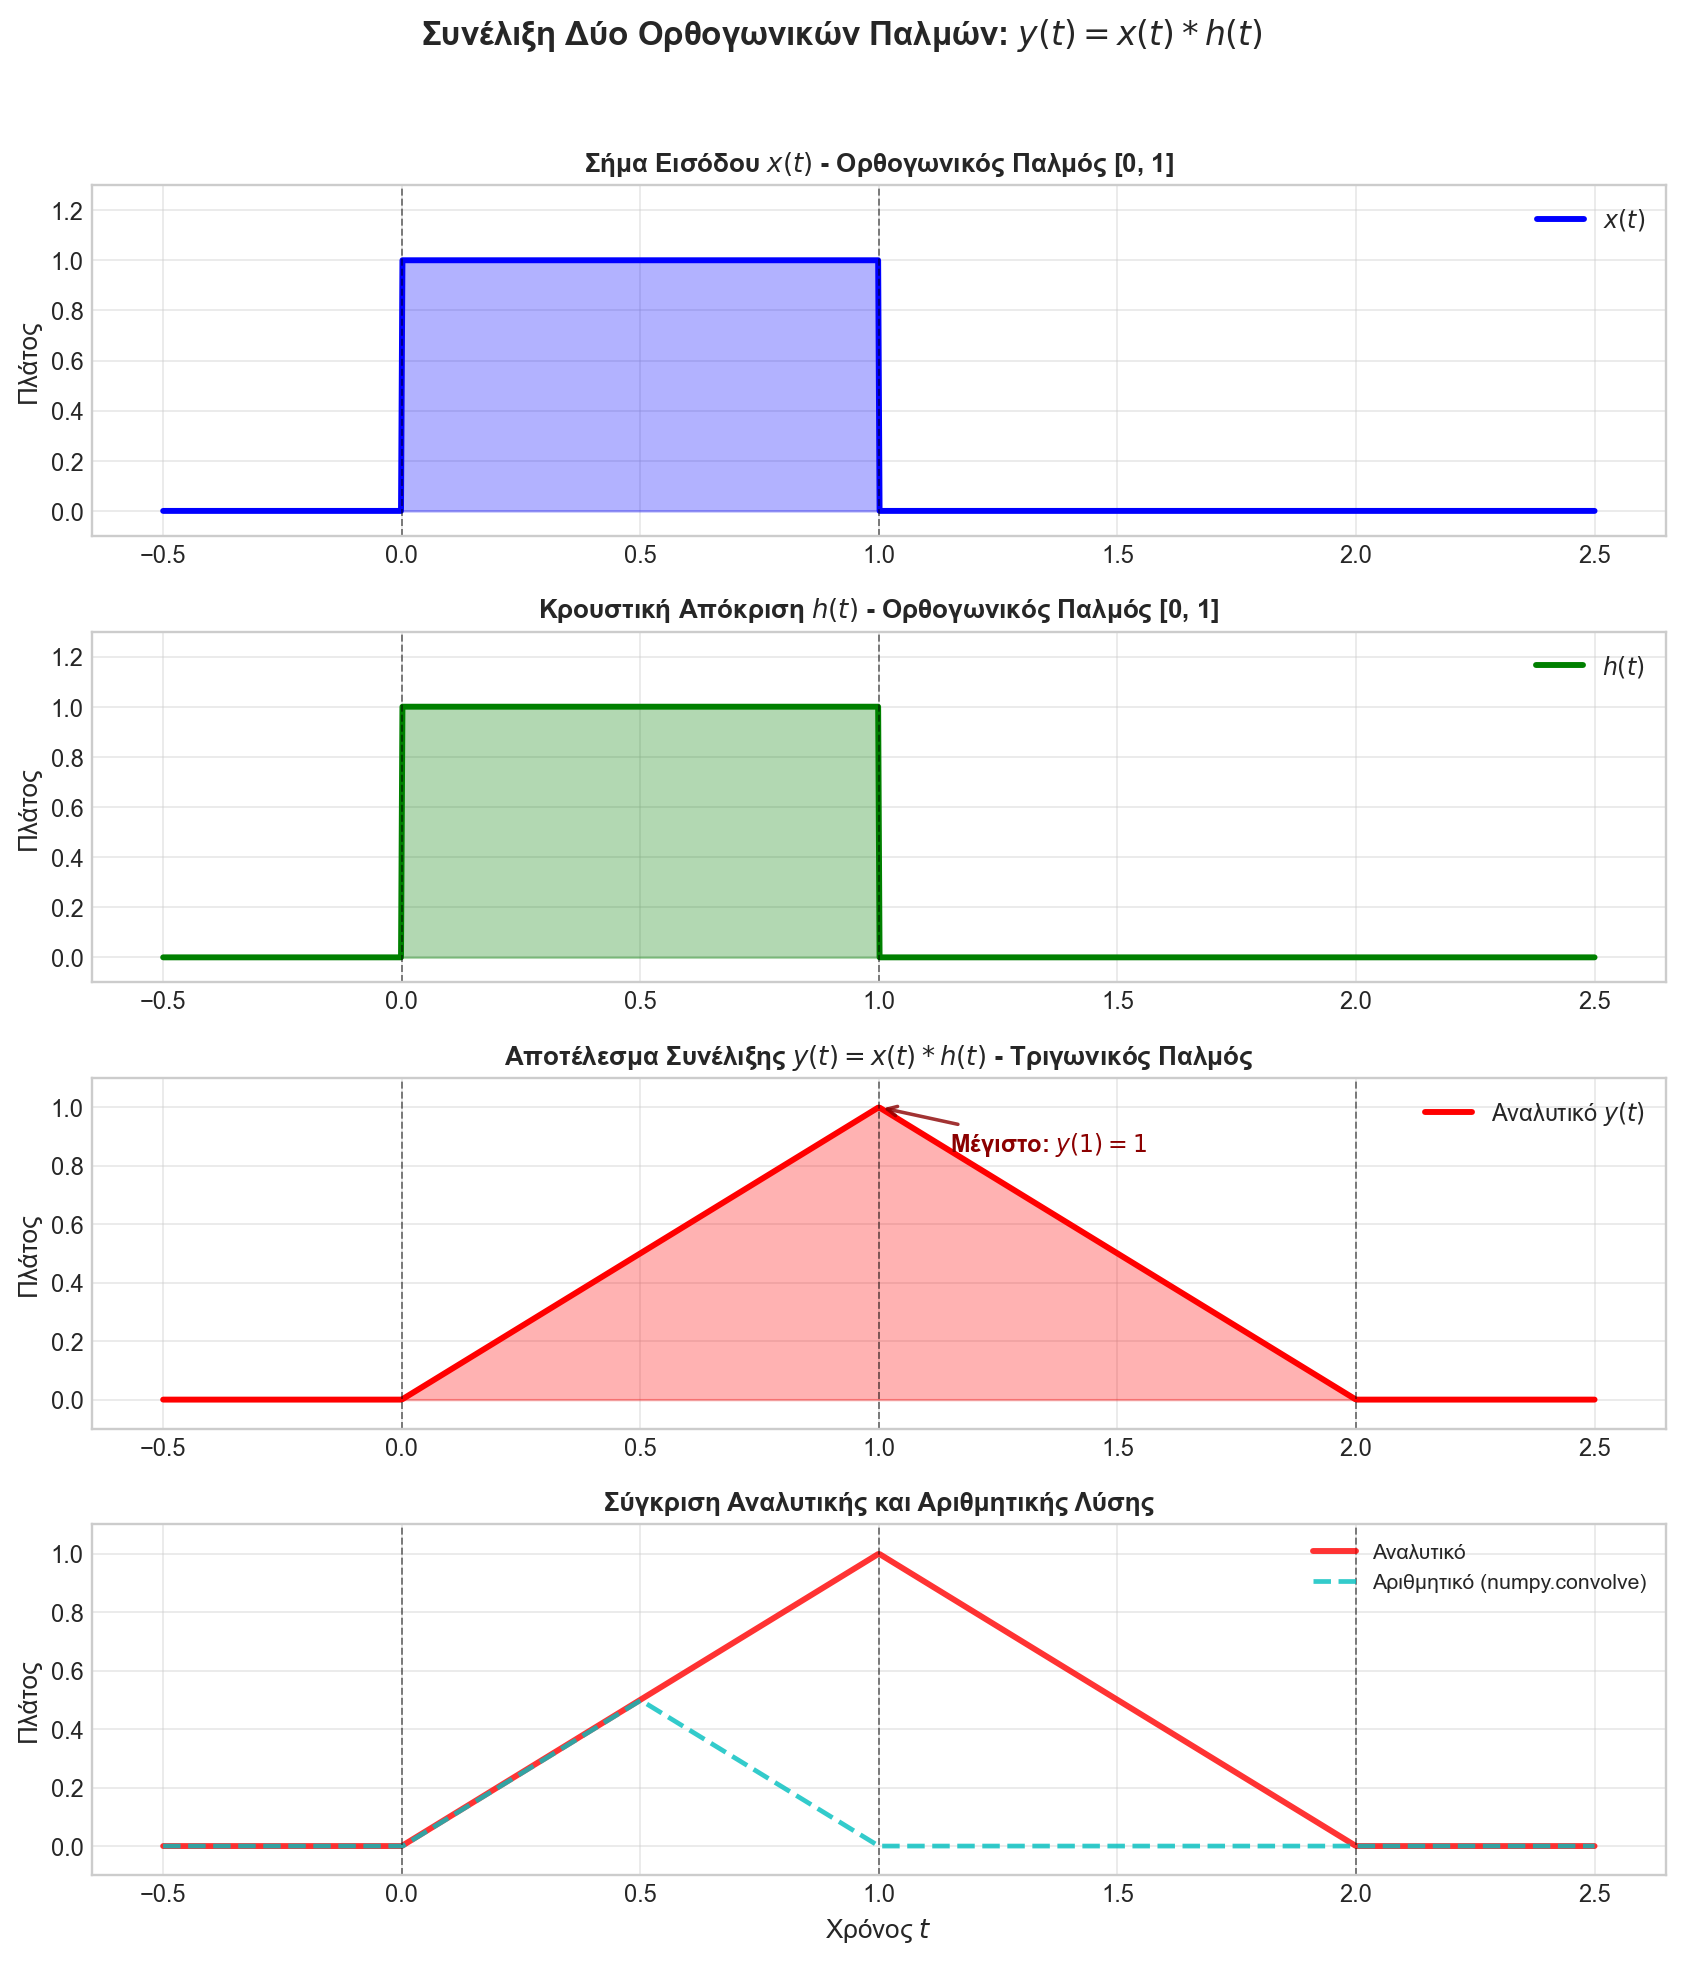 Συνέλιξη Δύο Ορθογωνικών Παλμών: y(t) = x(t) * h(t)
Σήμα Εισόδου x(t) - Ορθογωνικός Παλμός [0, 1]
Πλάτος
1.2
1.0
0.8
0.6
0.4
0.2
0.0
x(t)
−0.5 0.0 0.5 1.0 1.5 2.0 2.5
Κρουστική Απόκριση h(t) - Ορθογωνικός Παλμός [0, 1]
Πλάτος
1.2
1.0
0.8
0.6
0.4
0.2
0.0
h(t)
−0.5 0.0 0.5 1.0 1.5 2.0 2.5
Αποτέλεσμα Συνέλιξης y(t) = x(t) * h(t) - Τριγωνικός Παλμός
Πλάτος
1.0
0.8
0.6
0.4
0.2
0.0
Αναλυτικό y(t)
Μέγιστο: y(1) = 1
−0.5 0.0 0.5 1.0 1.5 2.0 2.5
Σύγκριση Αναλυτικής και Αριθμητικής Λύσης
Πλάτος
1.0
0.8
0.6
0.4
0.2
0.0
Αναλυτικό
Αριθμητικό (numpy.convolve)
−0.5 0.0 0.5 1.0 1.5 2.0 2.5
Χρόνος t